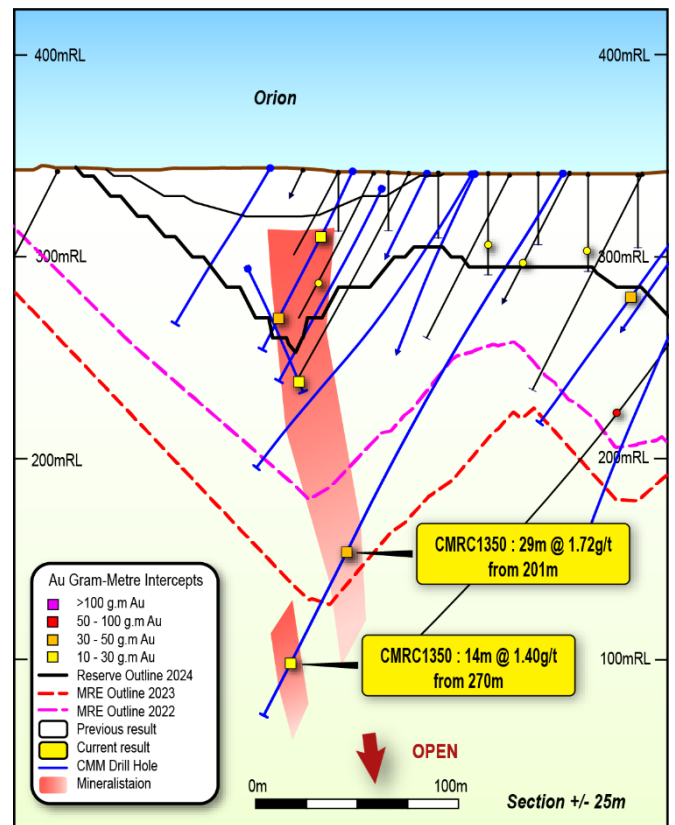 400mRL
400mRL
Orion
300mRL
300mRL
200mRL
200mRL
CMRC1350 : 29m @ 1.72g/t
from 201m
CMRC1350 : 14m @ 1.40g/t
from 270m
100mRL
Au Gram-Metre Intercepts
>100 g.m Au
50 - 100 g.m Au
30 - 50 g.m Au
10 - 30 g.m Au
Reserve Outline 2024
MRE Outline 2023
MRE Outline 2022
Previous result
Current result
CMM Drill Hole
Mineralistaion
OPEN
0m
100m
Section +/- 25m